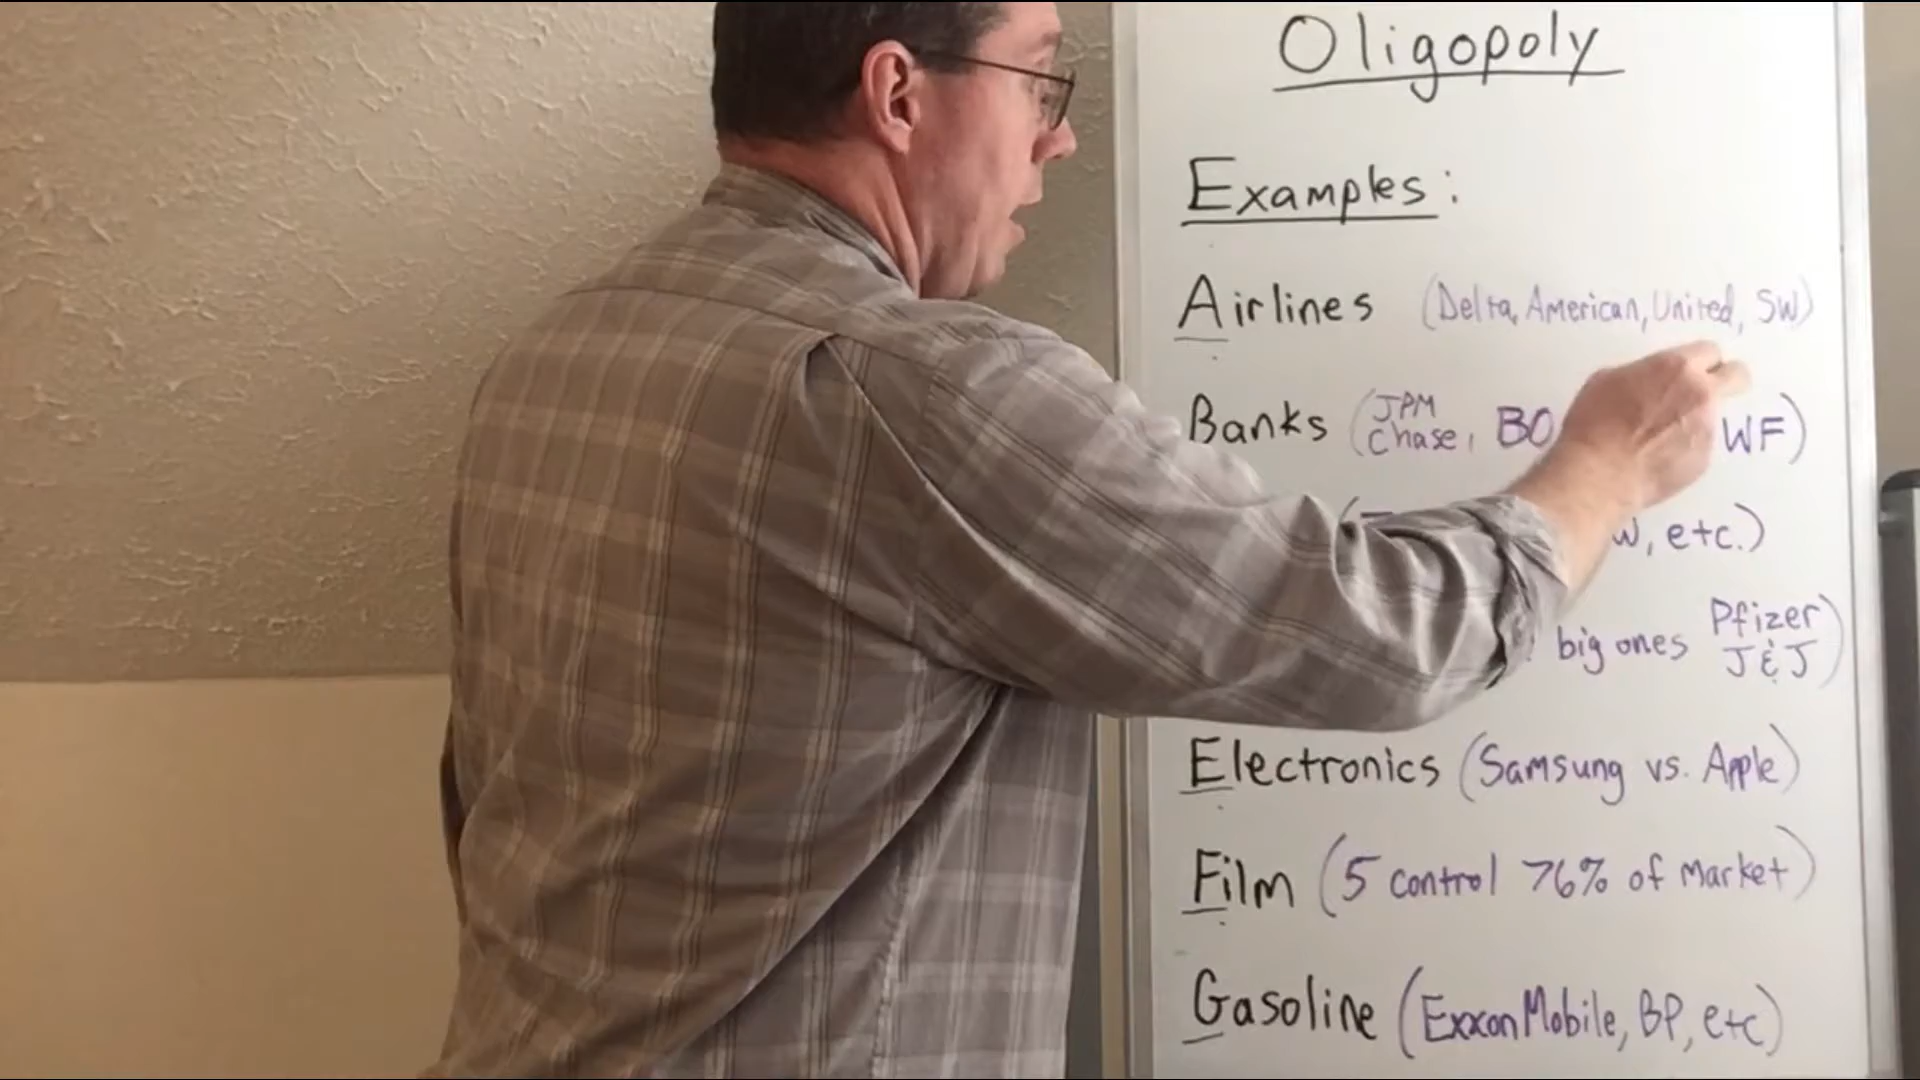 Oligopoly
Examples:
Airlines (Delta, American, United, SW)
Banks (JPM Chase, BO WF)
W, etc.)
big ones Pfizer J & J)
Electronics (Samsung vs. Apple)
Film (5 control 76% of market)
Gasoline (ExxonMobile, BP, etc)